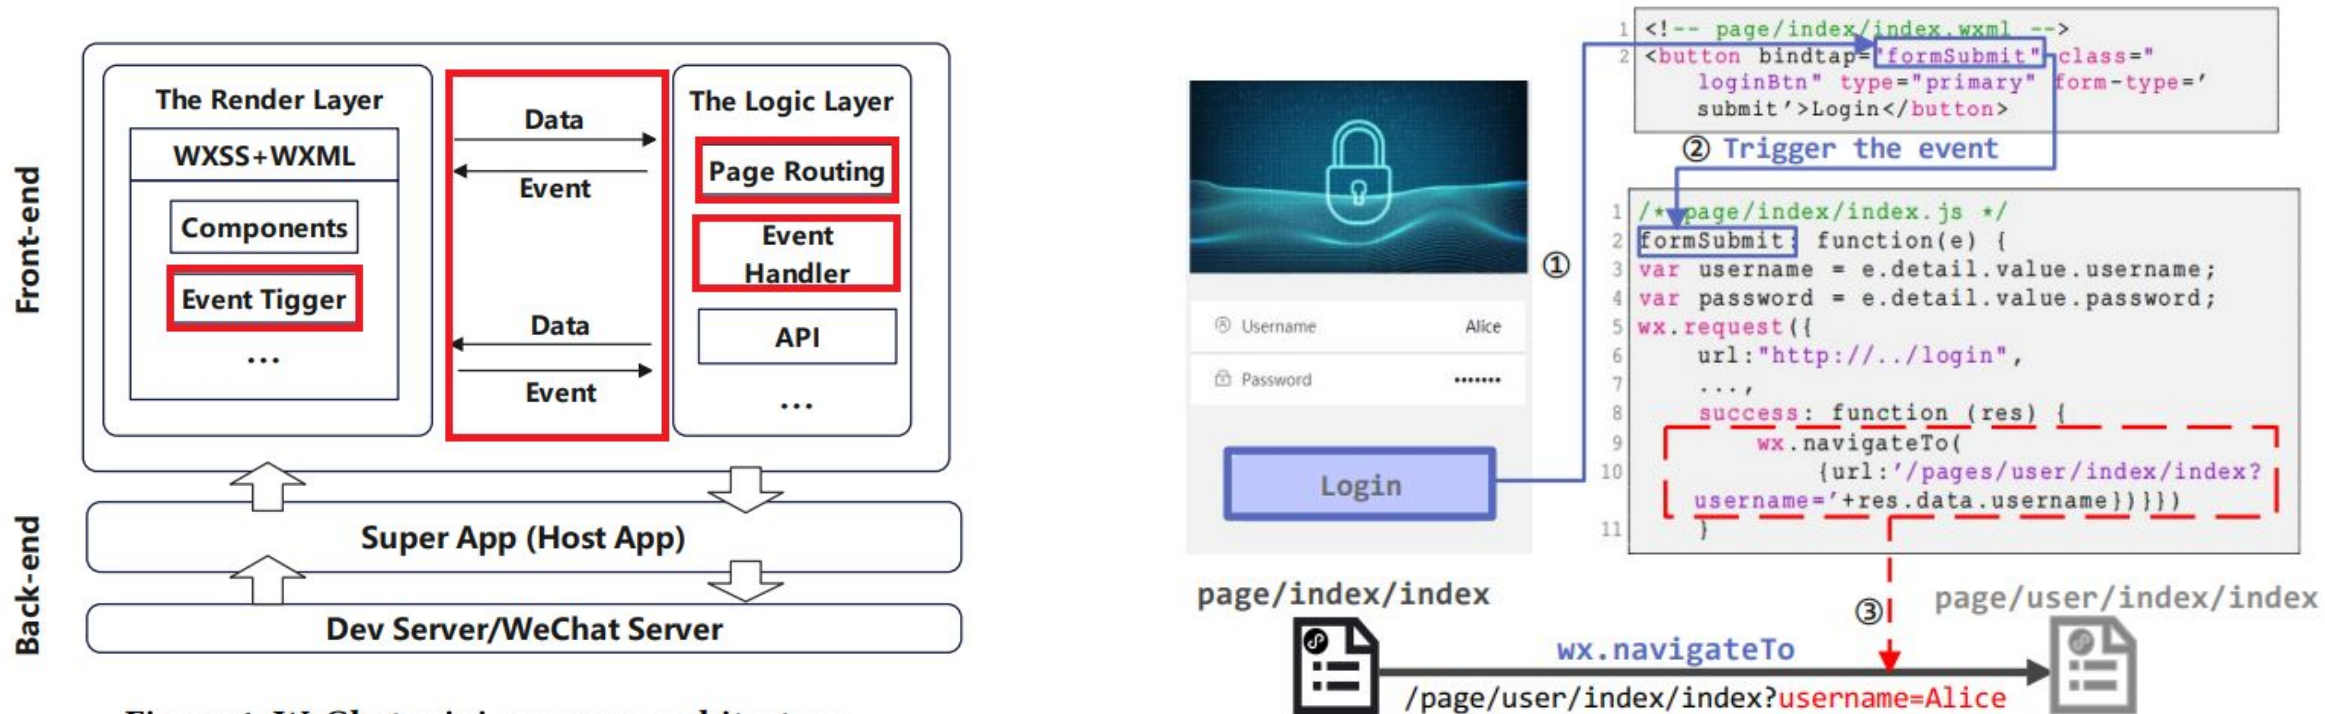 Front-end
Back-end
The Render Layer
WXSS+WXML
Components
Event Tigger
...
Data
Event
Data
Event
The Logic Layer
Page Routing
Event
Handler
API
...
Super App (Host App)
Dev Server/WeChat Server
Username
Alice
Password
•••••••
Login
①
1 <!-- page/index/index.wxml -->
2 <button bindtap="formSubmit" class="
loginBtn" type="primary" form-type='
submit'>Login</button>
② Trigger the event
1 /* page/index/index.js */
2 formSubmit: function(e) {
3 var username = e.detail.value.username;
4 var password = e.detail.value.password;
5 wx.request({
6 url:"http://../login",
7 ...,
8 success: function (res) {
9 wx.navigateTo(
10 {url:'/pages/user/index/index?
username='+res.data.username})}})
11 }
③
page/index/index
page/user/index/index
wx.navigateTo
/page/user/index/index?username=Alice